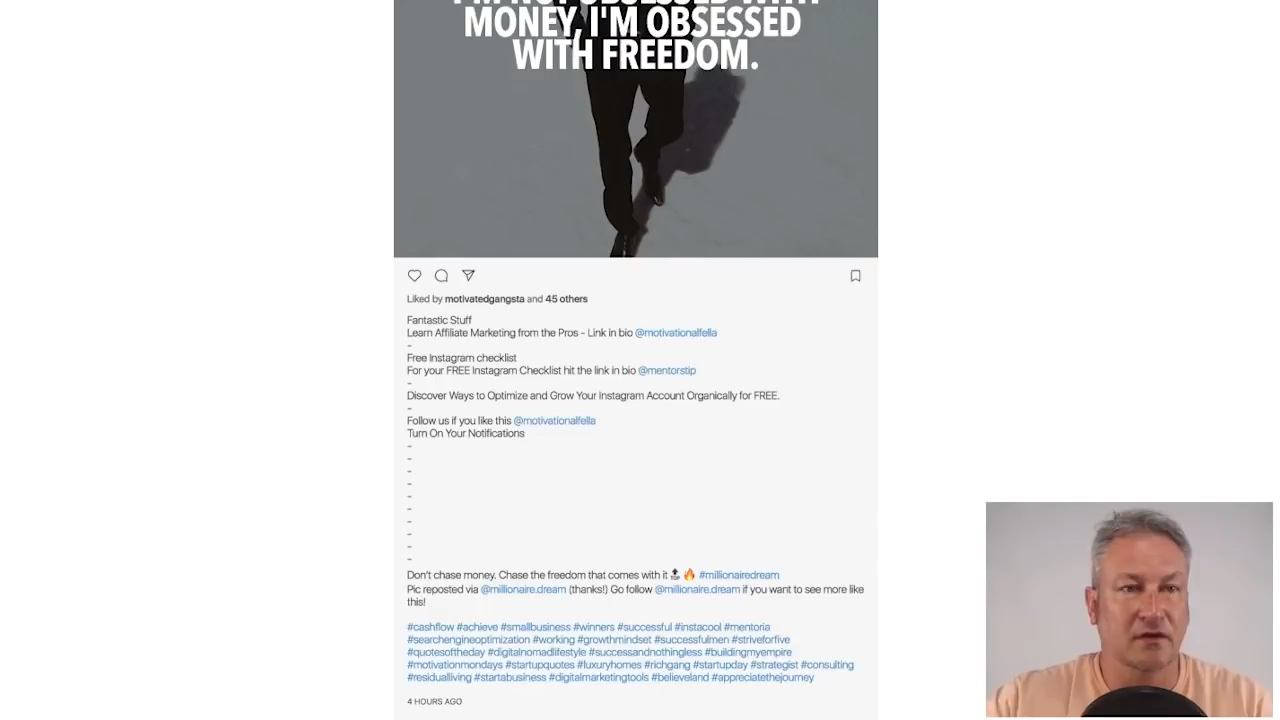 I'M NOT OBSESSED WITH
MONEY, I'M OBSESSED
WITH FREEDOM.
Liked by motivatedgangsta and 45 others
Fantastic Stuff
Learn Affiliate Marketing from the Pros - Link in bio @motivationalfella
-
Free Instagram checklist
For your FREE Instagram Checklist hit the link in bio @mentorstip
-
Discover Ways to Optimize and Grow Your Instagram Account Organically for FREE.
-
Follow us if you like this @motivationalfella
Turn On Your Notifications
-
-
-
-
-
-
-
-
-
-
Don't chase money. Chase the freedom that comes with it 🔝 🔥 #millionairedream
Pic reposted via @millionaire.dream (thanks!) Go follow @millionaire.dream if you want to see more like
this!
#cashflow #achieve #smallbusiness #winners #successful #instacool #mentoria
#searchengineoptimization #working #growthmindset #successfulmen #striveforfive
#quotesoftheday #digitalnomadlifestyle #successandnothingless #buildingmyempire
#motivationmondays #startupquotes #luxuryhomes #richgang #startupday #strategist #consulting
#residualliving #startabusiness #digitalmarketingtools #believeland #appreciatethejourney
4 HOURS AGO